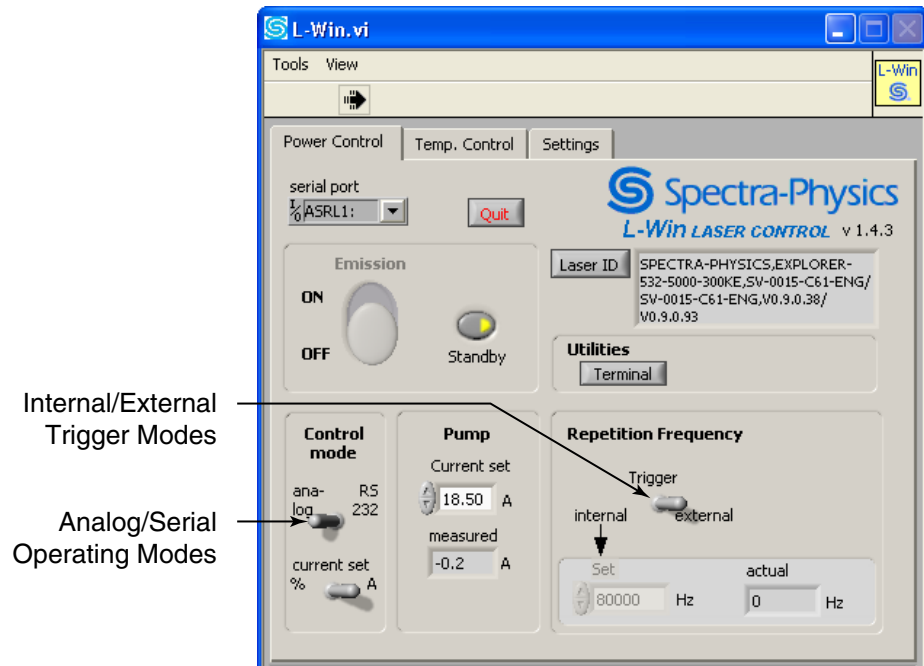 L-Win.vi
Tools View
L-Win
Power Control Temp. Control Settings
serial port
I/0 ASRL1:
Quit
Spectra-Physics
L-Win LASER CONTROL v 1.4.3
Emission
ON
OFF
Standby
Laser ID
SPECTRA-PHYSICS,EXPLORER-
532-5000-300KE,SV-0015-C61-ENG/
SV-0015-C61-ENG,V0.9.0.38/
V0.9.0.93
Utilities
Terminal
Internal/External
Trigger Modes
Analog/Serial
Operating Modes
Control
mode
ana- RS
log 232
current set
% A
Pump
Current set
18.50 A
measured
-0.2 A
Repetition Frequency
Trigger
internal external
Set actual
80000 Hz 0 Hz